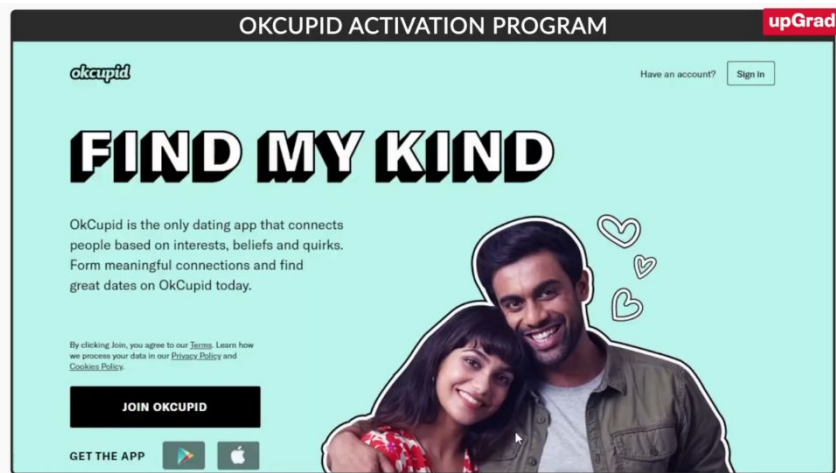 OKCUPID ACTIVATION PROGRAM
upGrad
okcupid
Have an account?
Sign in
FIND MY KIND
OkCupid is the only dating app that connects
people based on interests, beliefs and quirks.
Form meaningful connections and find
great dates on OkCupid today.
By clicking Join, you agree to our Terms. Learn how
we process your data in our Privacy Policy and
Cookies Policy.
JOIN OKCUPID
GET THE APP